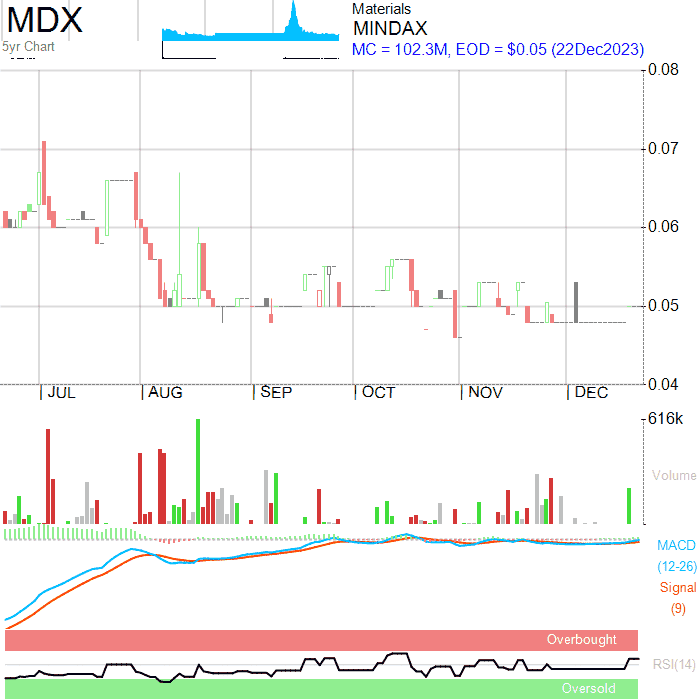 MDX
5yr Chart
Materials
MINDAX
MC = 102.3M, EOD = $0.05 (22Dec2023)
0.08
0.07
0.06
0.05
0.04
| JUL | AUG | SEP | OCT | NOV | DEC
616k
Volume
MACD
(12-26)
Signal
(9)
Overbought
RSI(14)
Oversold